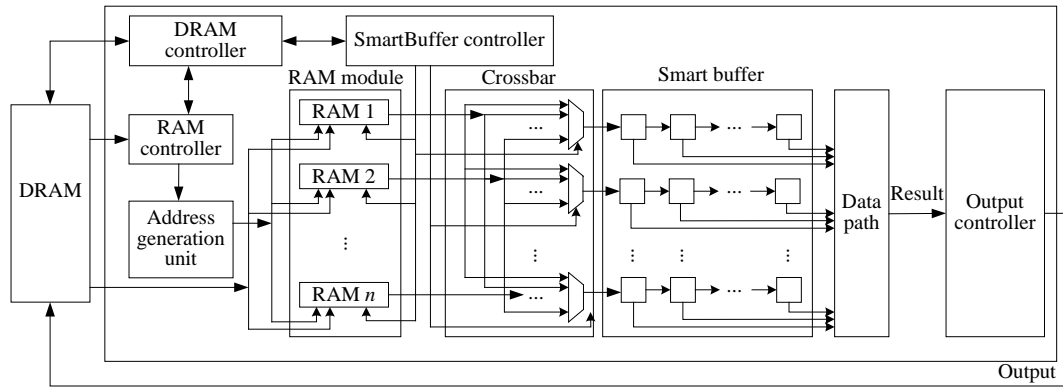 DRAM
controller
SmartBuffer controller
RAM module
Crossbar
Smart buffer
RAM 1
...
RAM
controller
DRAM
RAM 2
...
Address
generation
unit
...
Data
path
Result
Output
controller
RAM n
...
Output